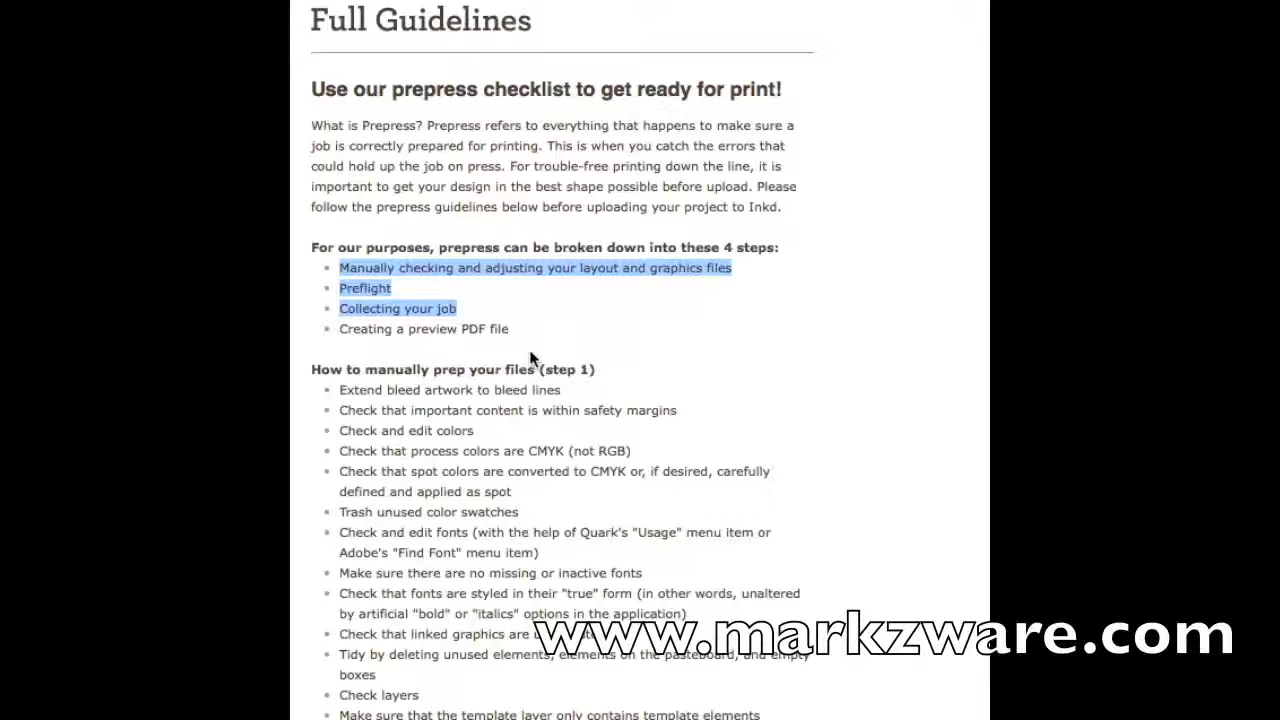 Full Guidelines
Use our prepress checklist to get ready for print!
What is Prepress? Prepress refers to everything that happens to make sure a
job is correctly prepared for printing. This is when you catch the errors that
could hold up the job on press. For trouble-free printing down the line, it is
important to get your design in the best shape possible before upload. Please
follow the prepress guidelines below before uploading your project to Inkd.
For our purposes, prepress can be broken down into these 4 steps:
Manually checking and adjusting your layout and graphics files
Preflight
Collecting your job
Creating a preview PDF file
How to manually prep your files (step 1)
Extend bleed artwork to bleed lines
Check that important content is within safety margins
Check and edit colors
Check that process colors are CMYK (not RGB)
Check that spot colors are converted to CMYK or, if desired, carefully
defined and applied as spot
Trash unused color swatches
Check and edit fonts (with the help of Quark's "Usage" menu item or
Adobe's "Find Font" menu item)
Make sure there are no missing or inactive fonts
Check that fonts are styled in their "true" form (in other words, unaltered
by artificial "bold" or "italics" options in the application)
Check that linked graphics are
www.markzware.com
Tidy by deleting unused elements, elements on the pasteboard, and empty
boxes
Check layers
Make sure that the template layer only contains template elements